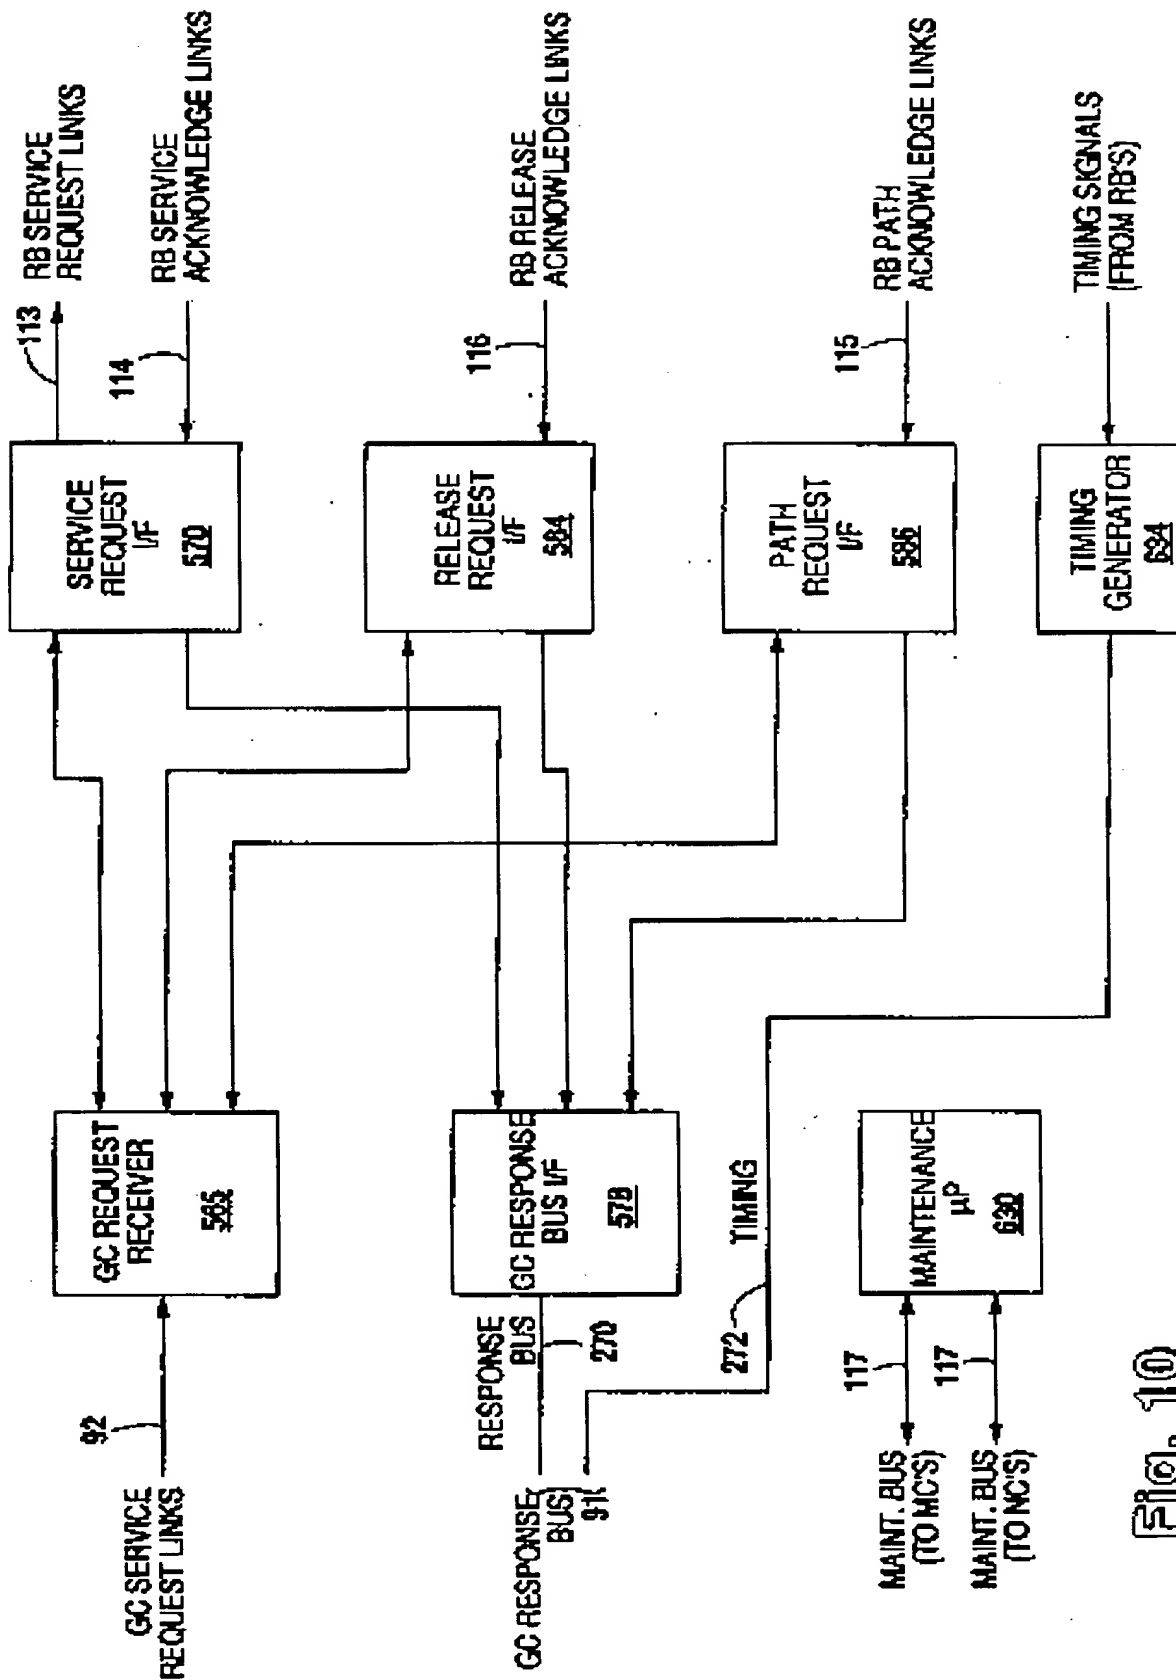 GC SERVICE
REQUEST LINKS
92
GC REQUEST
RECEIVER
565
SERVICE
REQUEST
I/F
570
113
RB SERVICE
REQUEST LINKS
114
RB SERVICE
ACKNOWLEDGE LINKS
RELEASE
REQUEST
I/F
584
116
RB RELEASE
ACKNOWLEDGE LINKS
GC RESPONSE
BUS
91
RESPONSE
BUS
270
GC RESPONSE
BUS I/F
578
PATH
REQUEST
I/F
586
115
RB PATH
ACKNOWLEDGE LINKS
272
TIMING
TIMING
GENERATOR
634
TIMING SIGNALS
(FROM RB'S)
MAINT. BUS
(TO MC'S)
117
MAINT. BUS
(TO NC'S)
117
MAINTENANCE
μP
630
Fig. 10